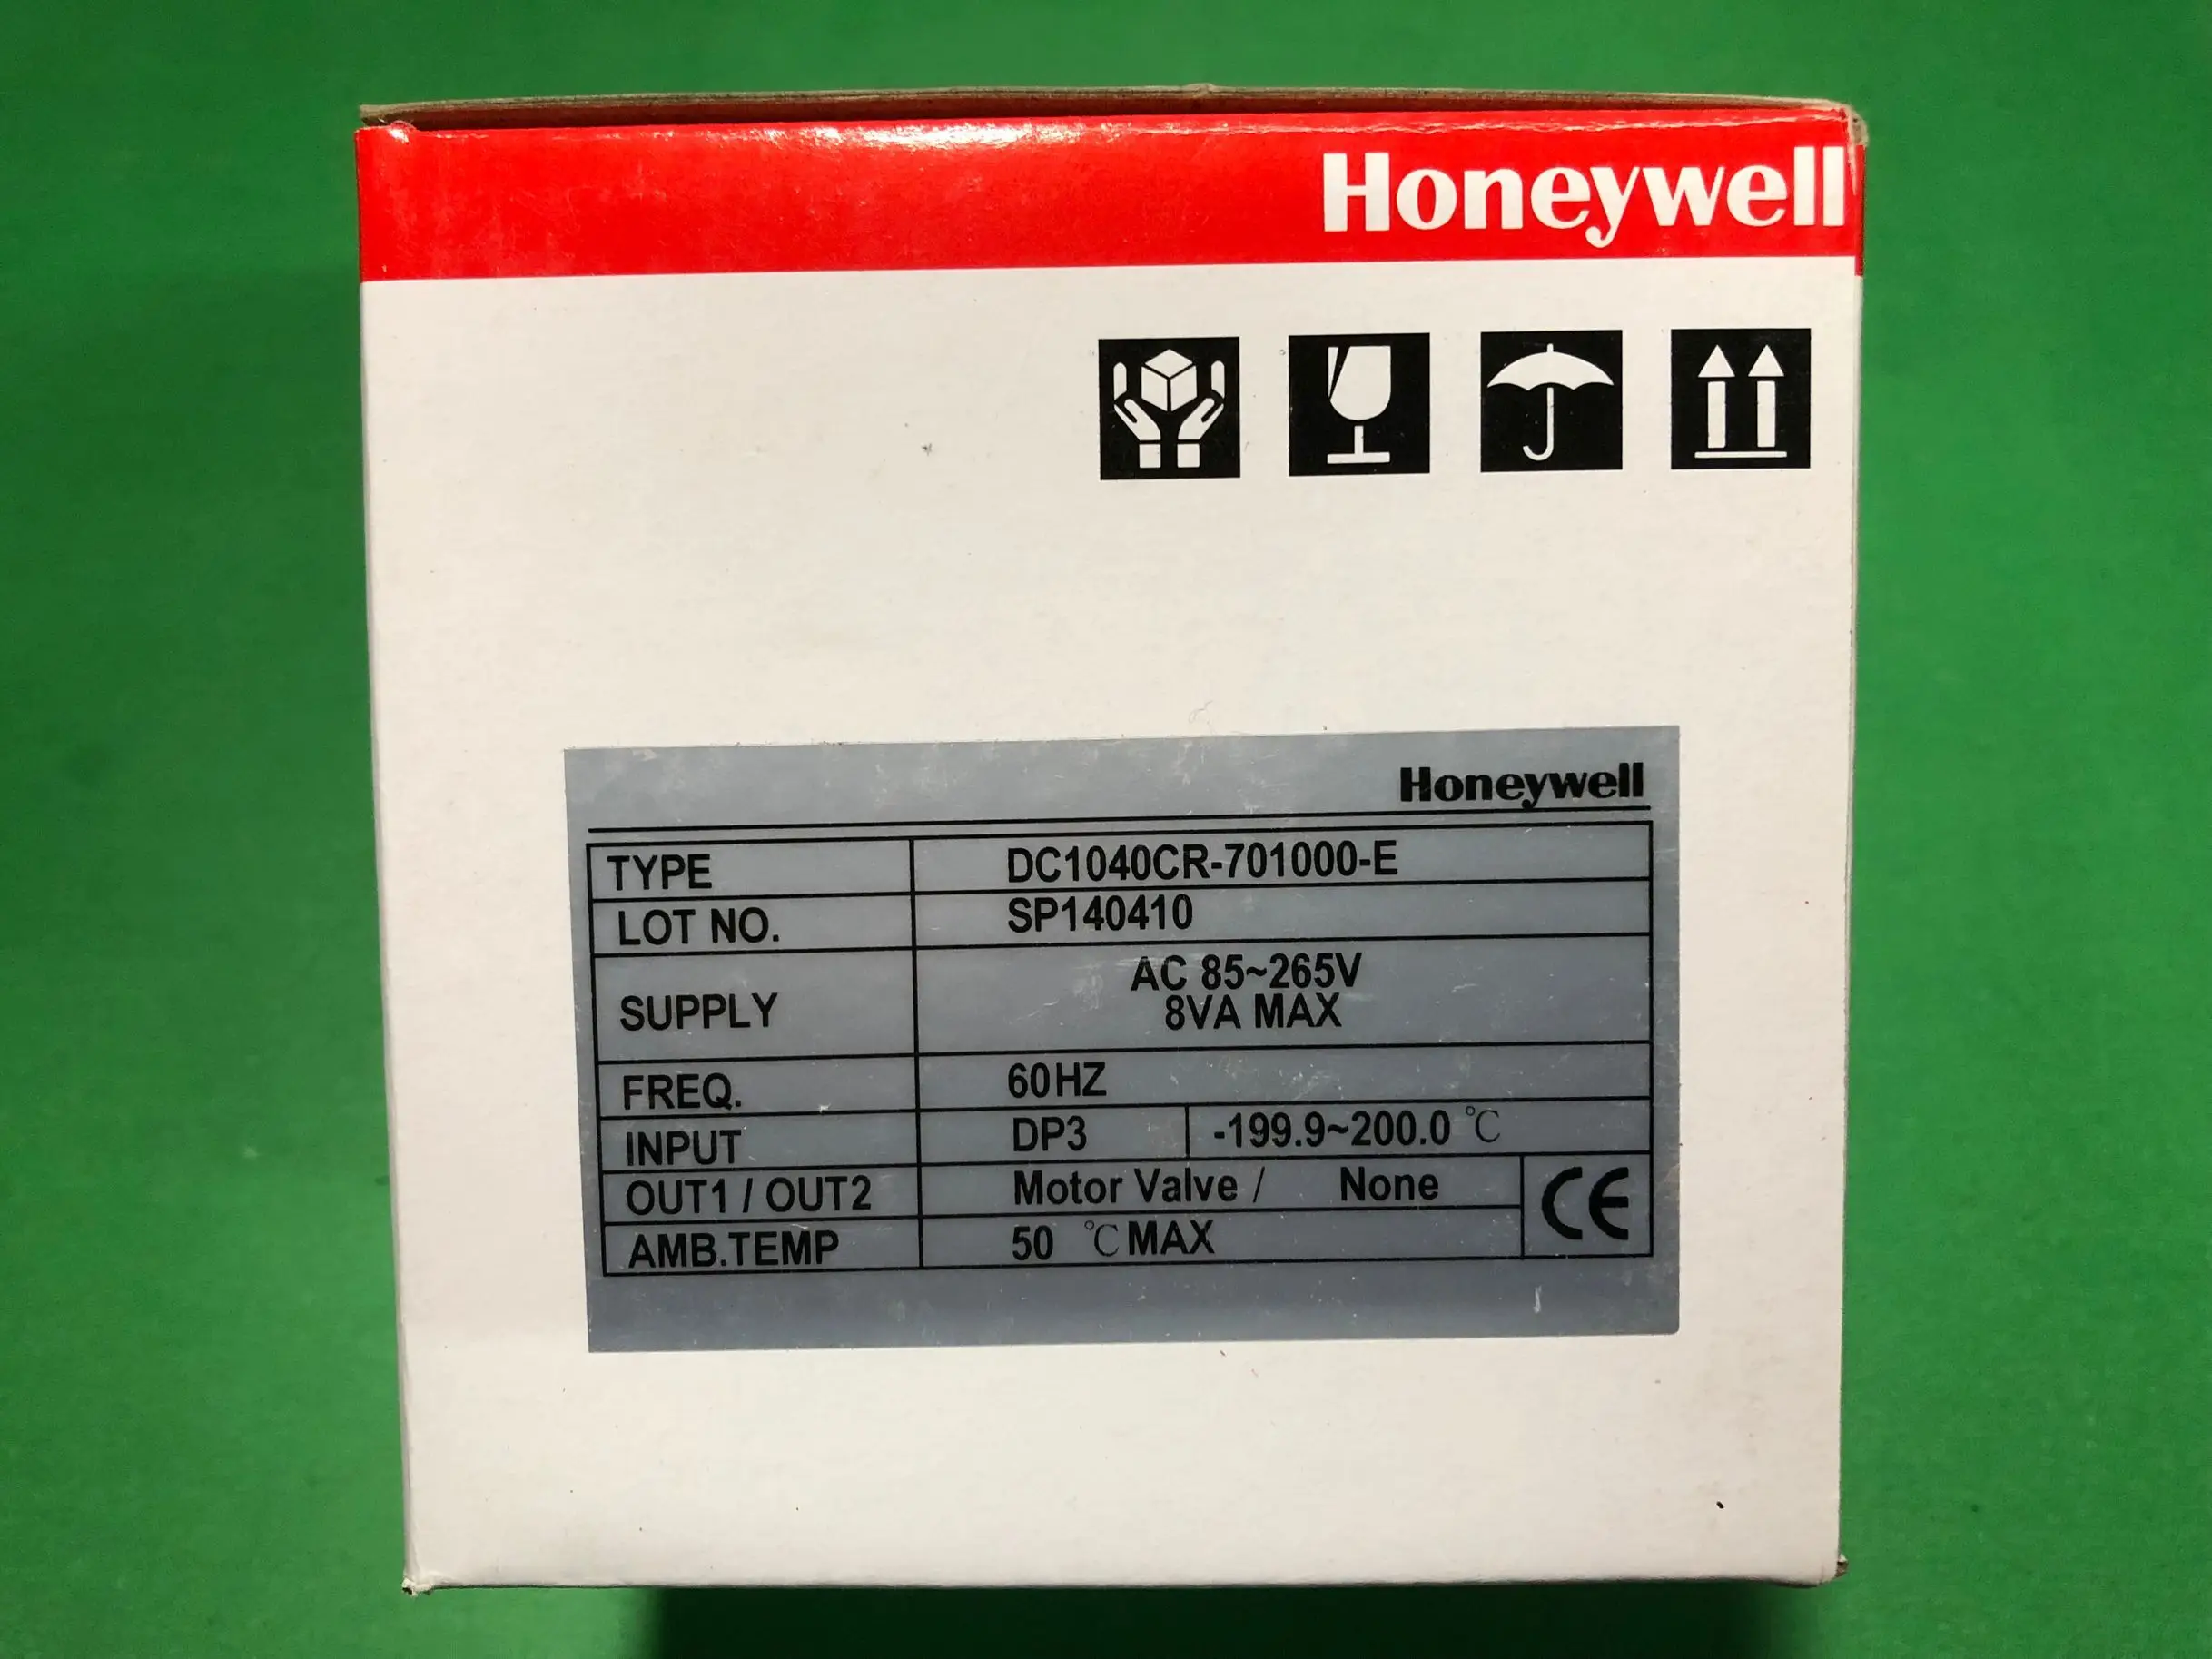 Honeywell
Honeywell
TYPE DC1040CR-701000-E
LOT NO. SP140410
SUPPLY AC 85~265V
8VA MAX
FREQ. 60HZ
INPUT DP3 -199.9~200.0 ℃
OUT1 / OUT2 Motor Valve / None
AMB.TEMP 50 ℃ MAX
CE